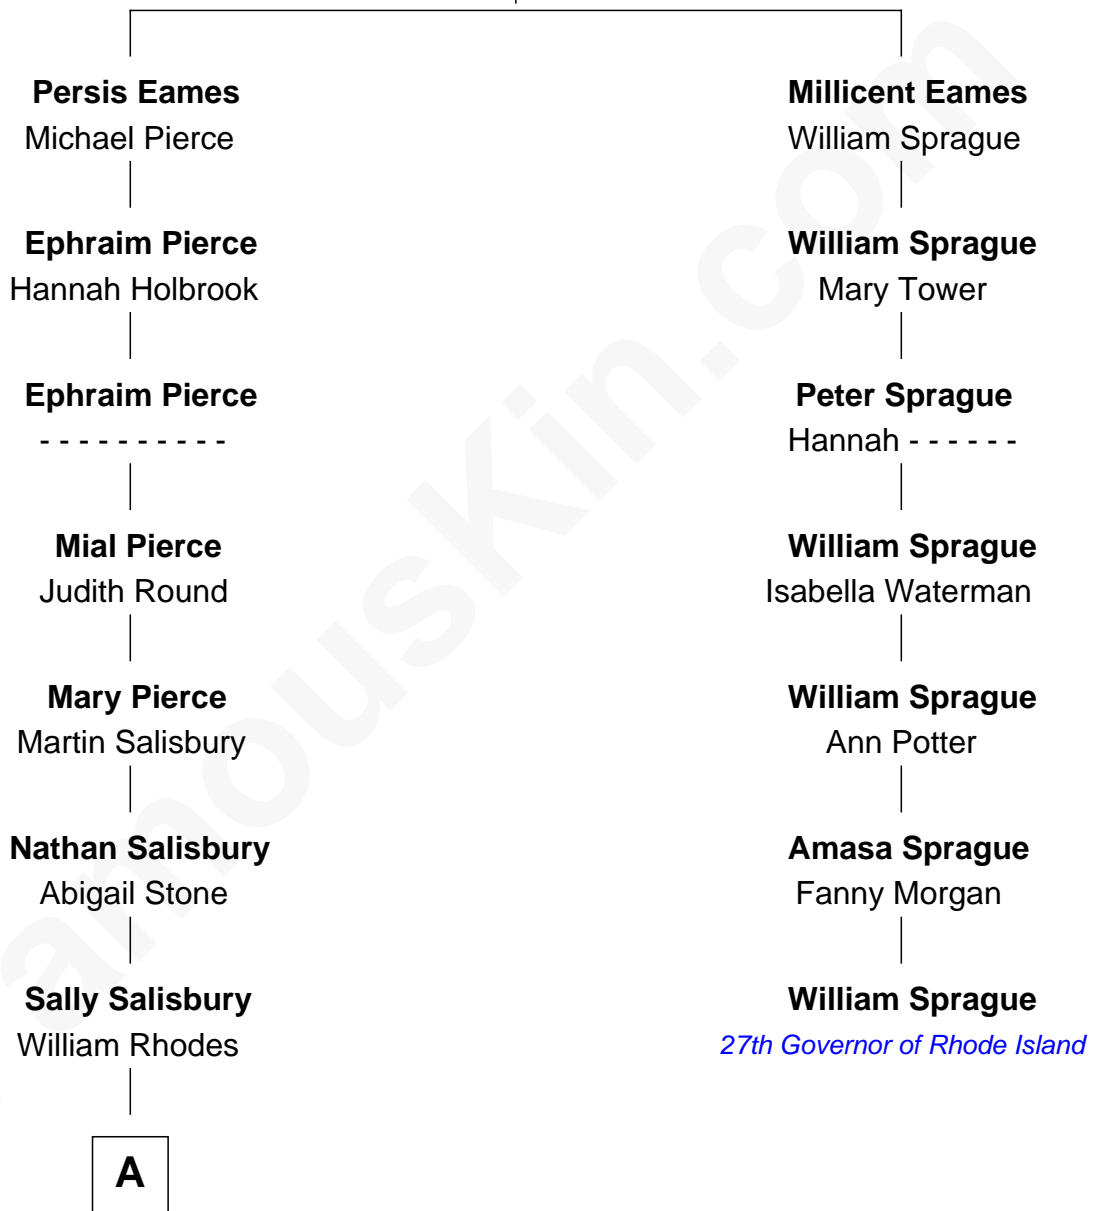 Persis Eames
Michael Pierce
Ephraim Pierce
Hannah Holbrook
Ephraim Pierce
- - - - - - - - - -
Mial Pierce
Judith Round
Mary Pierce
Martin Salisbury
Nathan Salisbury
Abigail Stone
Sally Salisbury
William Rhodes
A
Millicent Eames
William Sprague
William Sprague
Mary Tower
Peter Sprague
Hannah - - - - - -
William Sprague
Isabella Waterman
William Sprague
Ann Potter
Amasa Sprague
Fanny Morgan
William Sprague
27th Governor of Rhode Island
amouskin.com